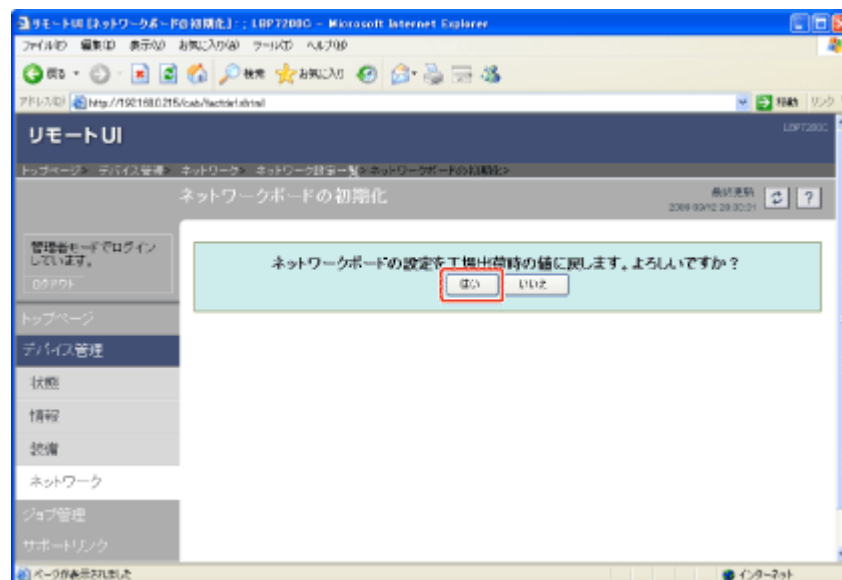 リモートUI [ネットワークボードの初期化] : ; LBP7200C - Microsoft Internet Explorer
ファイル(F) 編集(E) 表示(V) お気に入り(A) ツール(T) ヘルプ(H)
戻る 検索 お気に入り
アドレス(D) 移動 リンク
リモートUI
LBP7200C
トップページ> デバイス管理> ネットワーク> ネットワーク設定一覧> ネットワークボードの初期化>
ネットワークボードの初期化
最終更新
管理者モードでログイン
しています。
ログアウト
ネットワークボードの設定を工場出荷時の値に戻します。よろしいですか？
はい いいえ
トップページ
デバイス管理
状態
情報
装備
ネットワーク
ジョブ管理
サポートリンク
ページが表示されました
インターネット